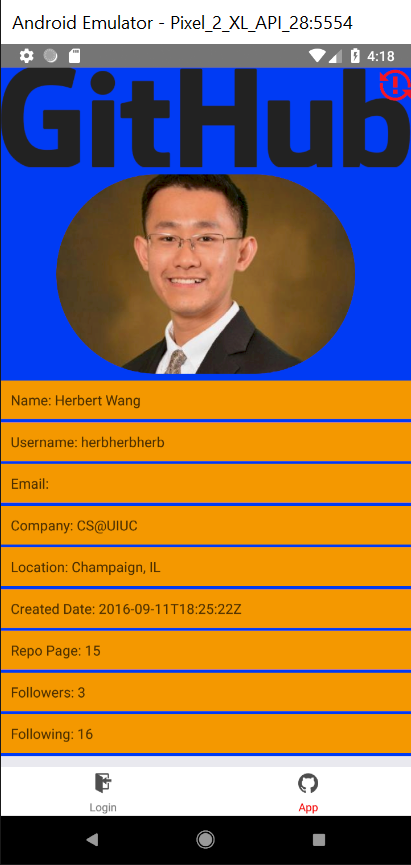 Android Emulator - Pixel_2_XL_API_28:5554
4:18
GitHub
Name: Herbert Wang
Username: herbherbherb
Email:
Company: CS@UIUC
Location: Champaign, IL
Created Date: 2016-09-11T18:25:22Z
Repo Page: 15
Followers: 3
Following: 16
Login
App